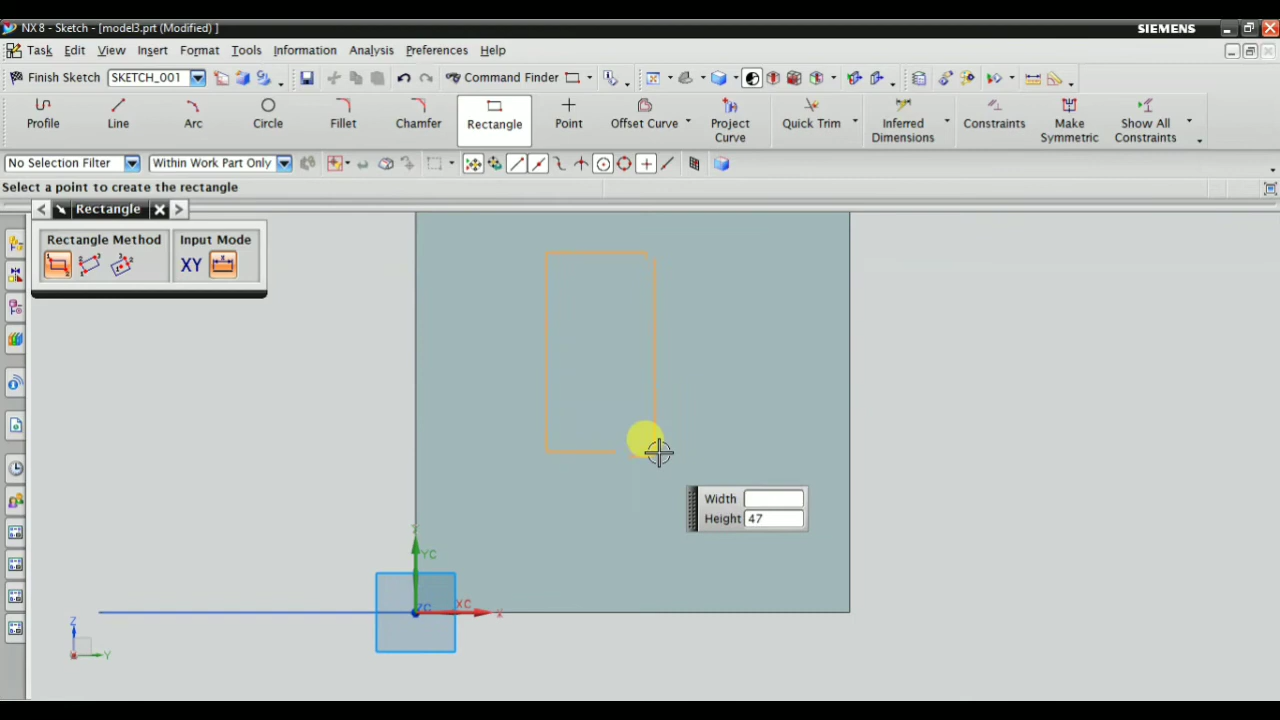 NX 8 - Sketch - [model3.prt (Modified) ]
SIEMENS
Task Edit View Insert Format Tools Information Analysis Preferences Help
Finish Sketch SKETCH_001 Command Finder
Profile Line Arc Circle Fillet Chamfer Rectangle Point Offset Curve Project Curve Quick Trim Inferred Dimensions Constraints Make Symmetric Show All Constraints
No Selection Filter Within Work Part Only
Select a point to create the rectangle
Rectangle
Rectangle Method Input Mode
XY
Width
Height 47
Y
YC
ZC XC X
Z
Y